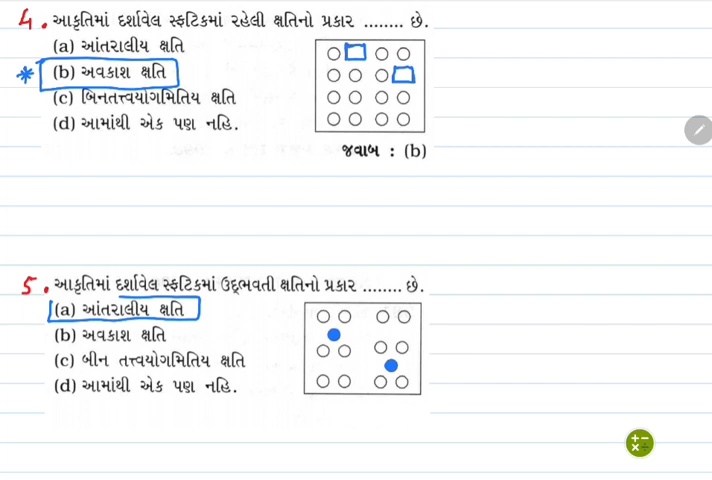 4. આકૃતિમાં દર્શાવેલ સ્ફટિકમાં રહેલી ક્ષતિનો પ્રકાર ........ છે.
(a) આંતરાલીય ક્ષતિ
* (b) અવકાશ ક્ષતિ
(c) બિનતત્ત્વયોગમિતિય ક્ષતિ
(d) આમાંથી એક પણ નહિ.
જવાબ : (b)
5. આકૃતિમાં દર્શાવેલ સ્ફટિકમાં ઉદ્ભવતી ક્ષતિનો પ્રકાર ........ છે.
(a) આંતરાલીય ક્ષતિ
(b) અવકાશ ક્ષતિ
(c) બીન તત્ત્વયોગમિતિય ક્ષતિ
(d) આમાંથી એક પણ નહિ.